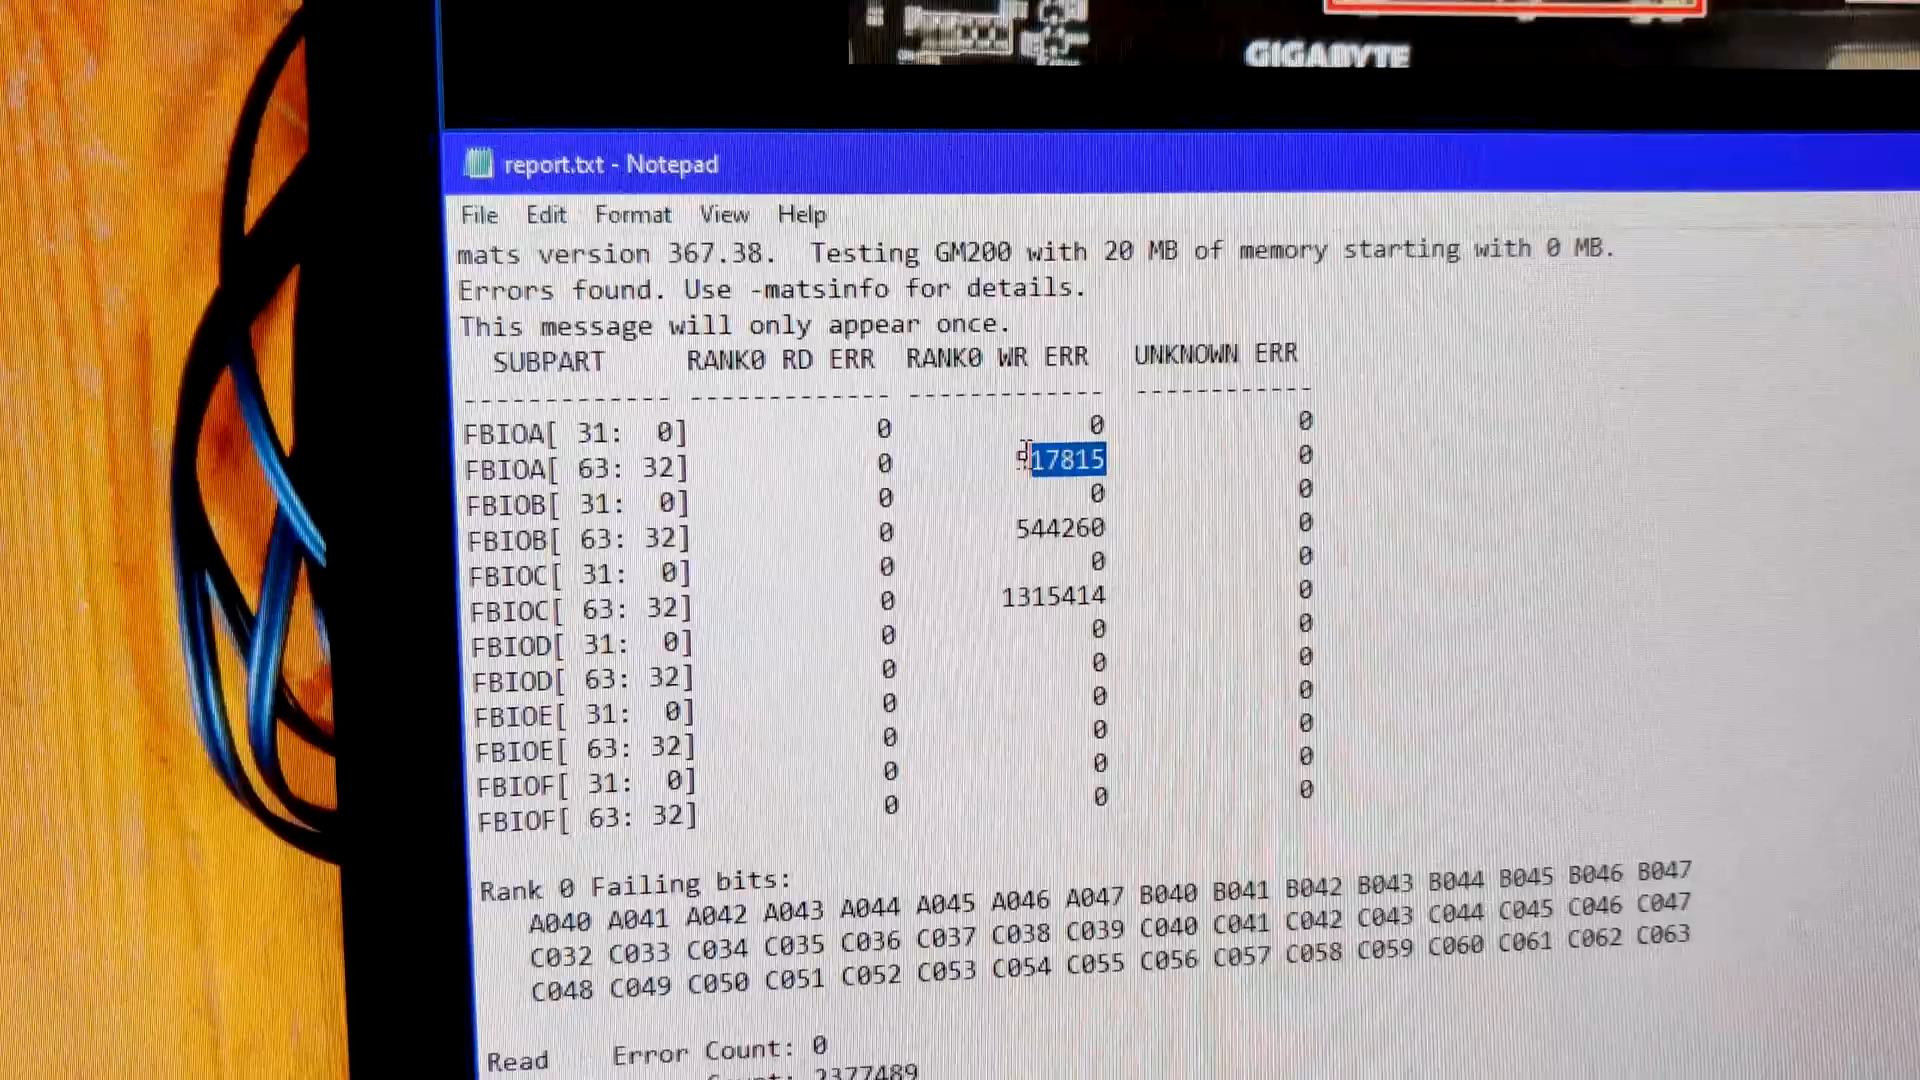 GIGABYTE
report.txt - Notepad
File Edit Format View Help
mats version 367.38. Testing GM200 with 20 MB of memory starting with 0 MB.
Errors found. Use -matsinfo for details.
This message will only appear once.
SUBPART RANK0 RD ERR RANK0 WR ERR UNKNOWN ERR
------------- ------------- ------------- ------------
FBIOA[ 31: 0] 0 0 0
FBIOA[ 63: 32] 0 517815 0
FBIOB[ 31: 0] 0 0 0
FBIOB[ 63: 32] 0 544260 0
FBIOC[ 31: 0] 0 0 0
FBIOC[ 63: 32] 0 1315414 0
FBIOD[ 31: 0] 0 0 0
FBIOD[ 63: 32] 0 0 0
FBIOE[ 31: 0] 0 0 0
FBIOE[ 63: 32] 0 0 0
FBIOF[ 31: 0] 0 0 0
FBIOF[ 63: 32] 0 0 0
Rank 0 Failing bits:
A040 A041 A042 A043 A044 A045 A046 A047 B040 B041 B042 B043 B044 B045 B046 B047
C032 C033 C034 C035 C036 C037 C038 C039 C040 C041 C042 C043 C044 C045 C046 C047
C048 C049 C050 C051 C052 C053 C054 C055 C056 C057 C058 C059 C060 C061 C062 C063
Read Error Count: 0
Count: 2377489